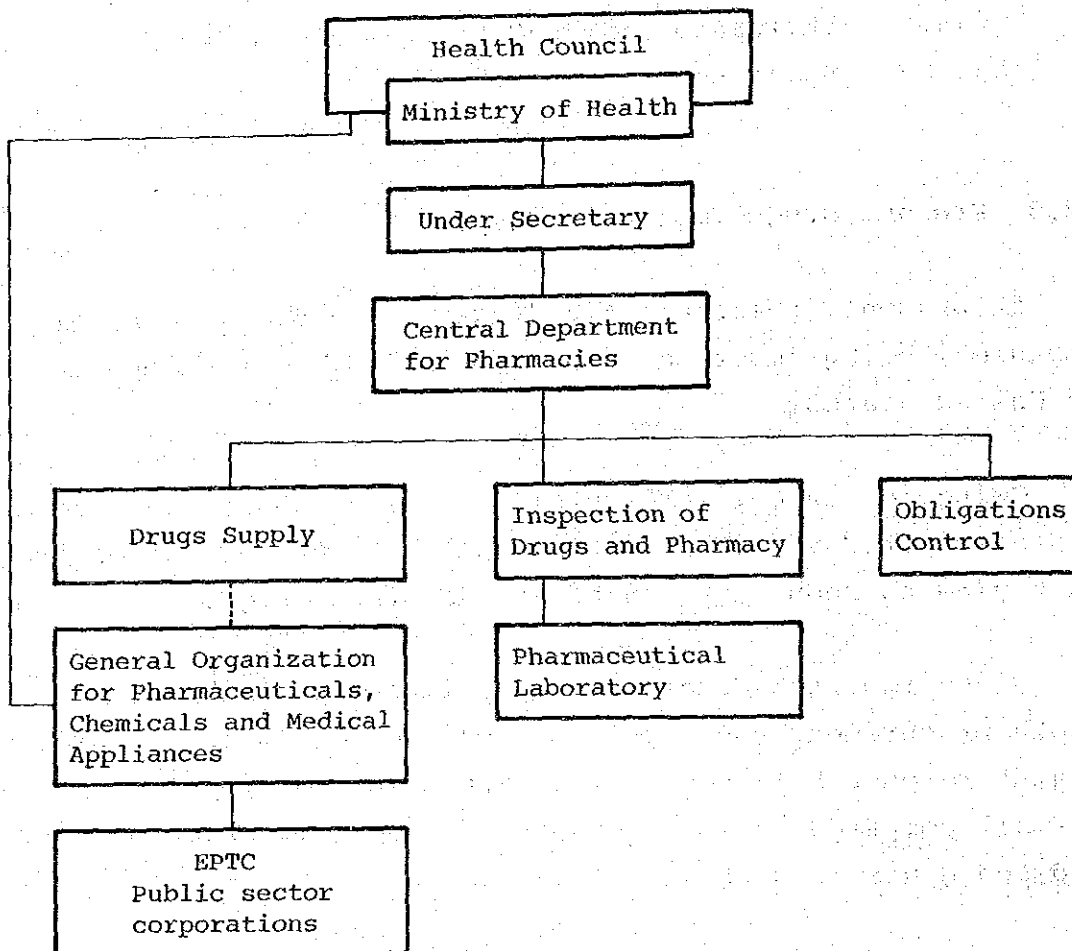 Health Council
Ministry of Health
Under Secretary
Central Department
for Pharmacies
Drugs Supply
Inspection of
Drugs and Pharmacy
Obligations
Control
General Organization
for Pharmaceuticals,
Chemicals and Medical
Appliances
Pharmaceutical
Laboratory
EPTC
Public sector
corporations